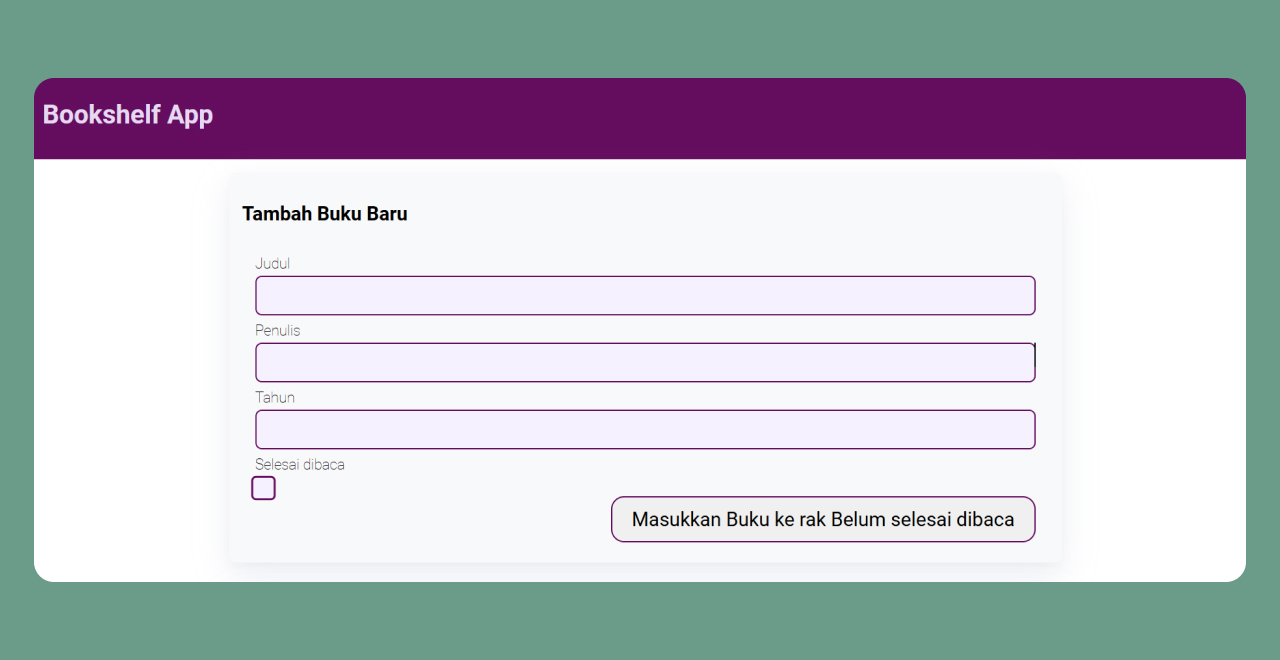 Bookshelf App
Tambah Buku Baru
Judul
Penulis
Tahun
Selesai dibaca
Masukkan Buku ke rak Belum selesai dibaca